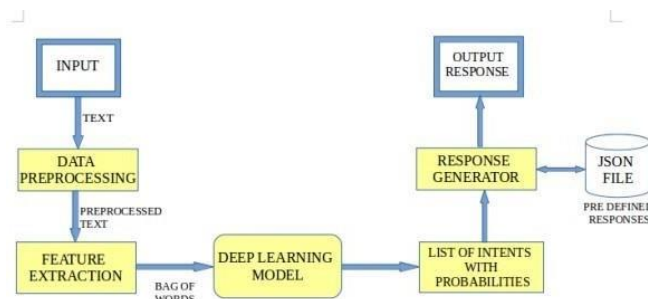 INPUT
TEXT
DATA
PREPROCESSING
PREPROCESSED
TEXT
FEATURE
EXTRACTION
BAG OF
WORDS
DEEP LEARNING
MODEL
LIST OF INTENTS
WITH
PROBABILITIES
RESPONSE
GENERATOR
JSON
FILE
PRE DEFINED
RESPONSES
OUTPUT
RESPONSE